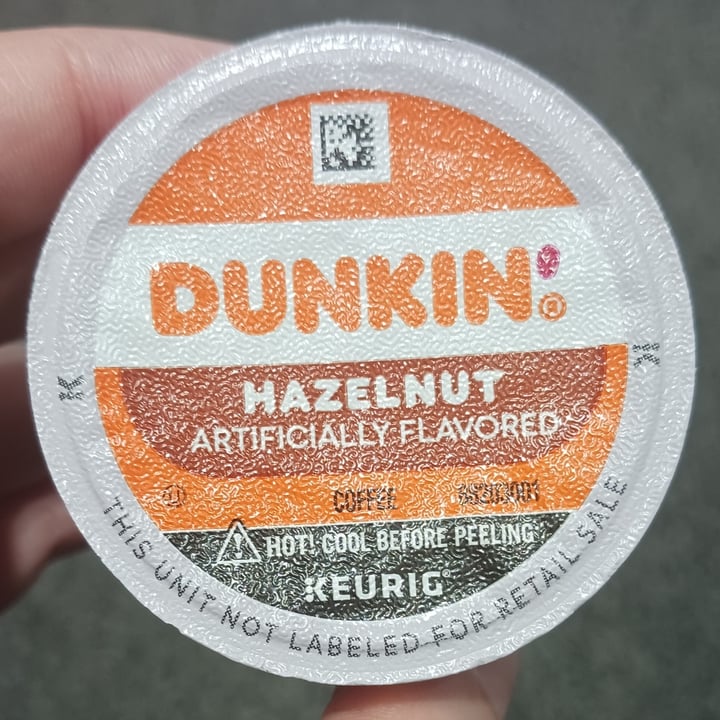 DUNKIN'®
HAZELNUT
ARTIFICIALLY FLAVORED
K
K
Ⓤ
COFFEE
HOT! COOL BEFORE PEELING
KEURIG®
THIS UNIT NOT LABELED FOR RETAIL SALE